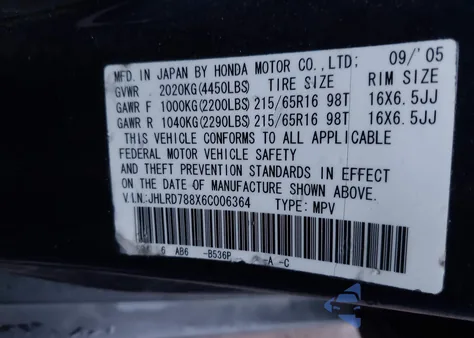 MFD. IN JAPAN BY HONDA MOTOR CO., LTD; 09/'05
GVWR 2020KG(4450LBS) TIRE SIZE RIM SIZE
GAWR F 1000KG(2200LBS) 215/65R16 98T 16X6.5JJ
GAWR R 1040KG(2290LBS) 215/65R16 98T 16X6.5JJ
THIS VEHICLE CONFORMS TO ALL APPLICABLE
FEDERAL MOTOR VEHICLE SAFETY
AND THEFT PREVENTION STANDARDS IN EFFECT
ON THE DATE OF MANUFACTURE SHOWN ABOVE.
V.I.N:JHLRD788X6C006364 TYPE: MPV
6 AB6 -B536P -A -C